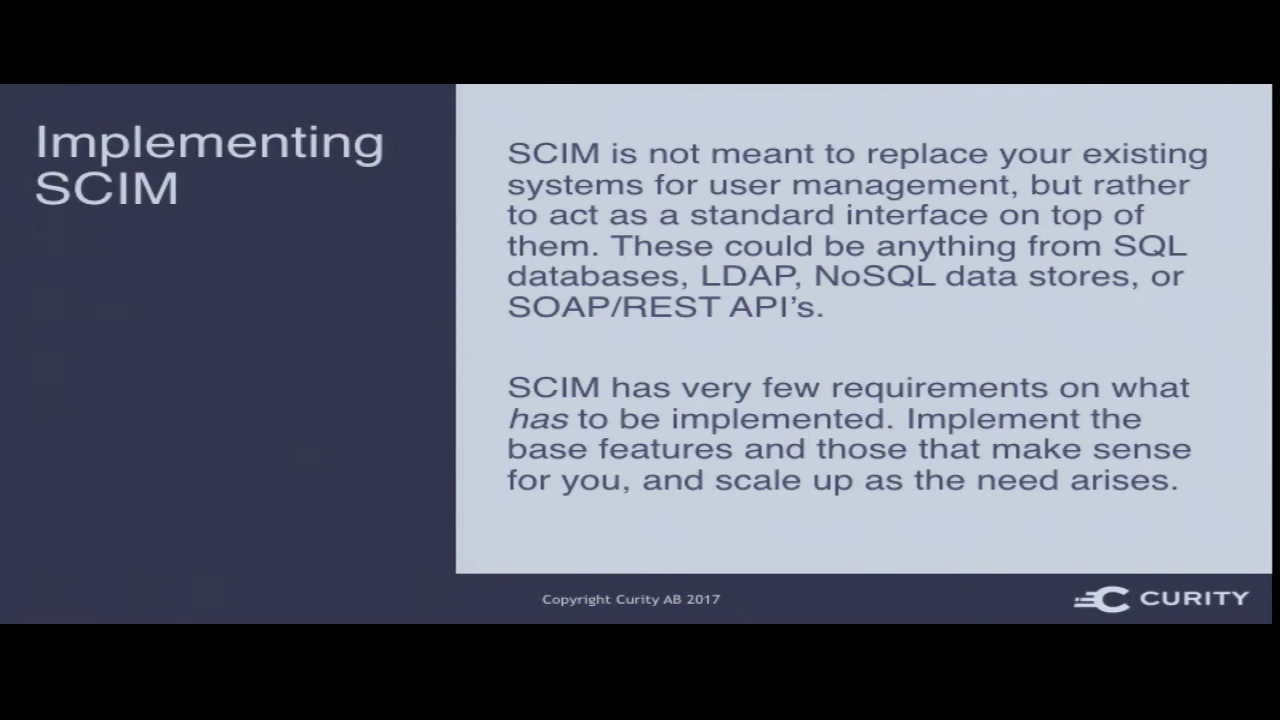 Implementing
SCIM
SCIM is not meant to replace your existing
systems for user management, but rather
to act as a standard interface on top of
them. These could be anything from SQL
databases, LDAP, NoSQL data stores, or
SOAP/REST API’s.
SCIM has very few requirements on what
has to be implemented. Implement the
base features and those that make sense
for you, and scale up as the need arises.
Copyright Curity AB 2017
CURITY